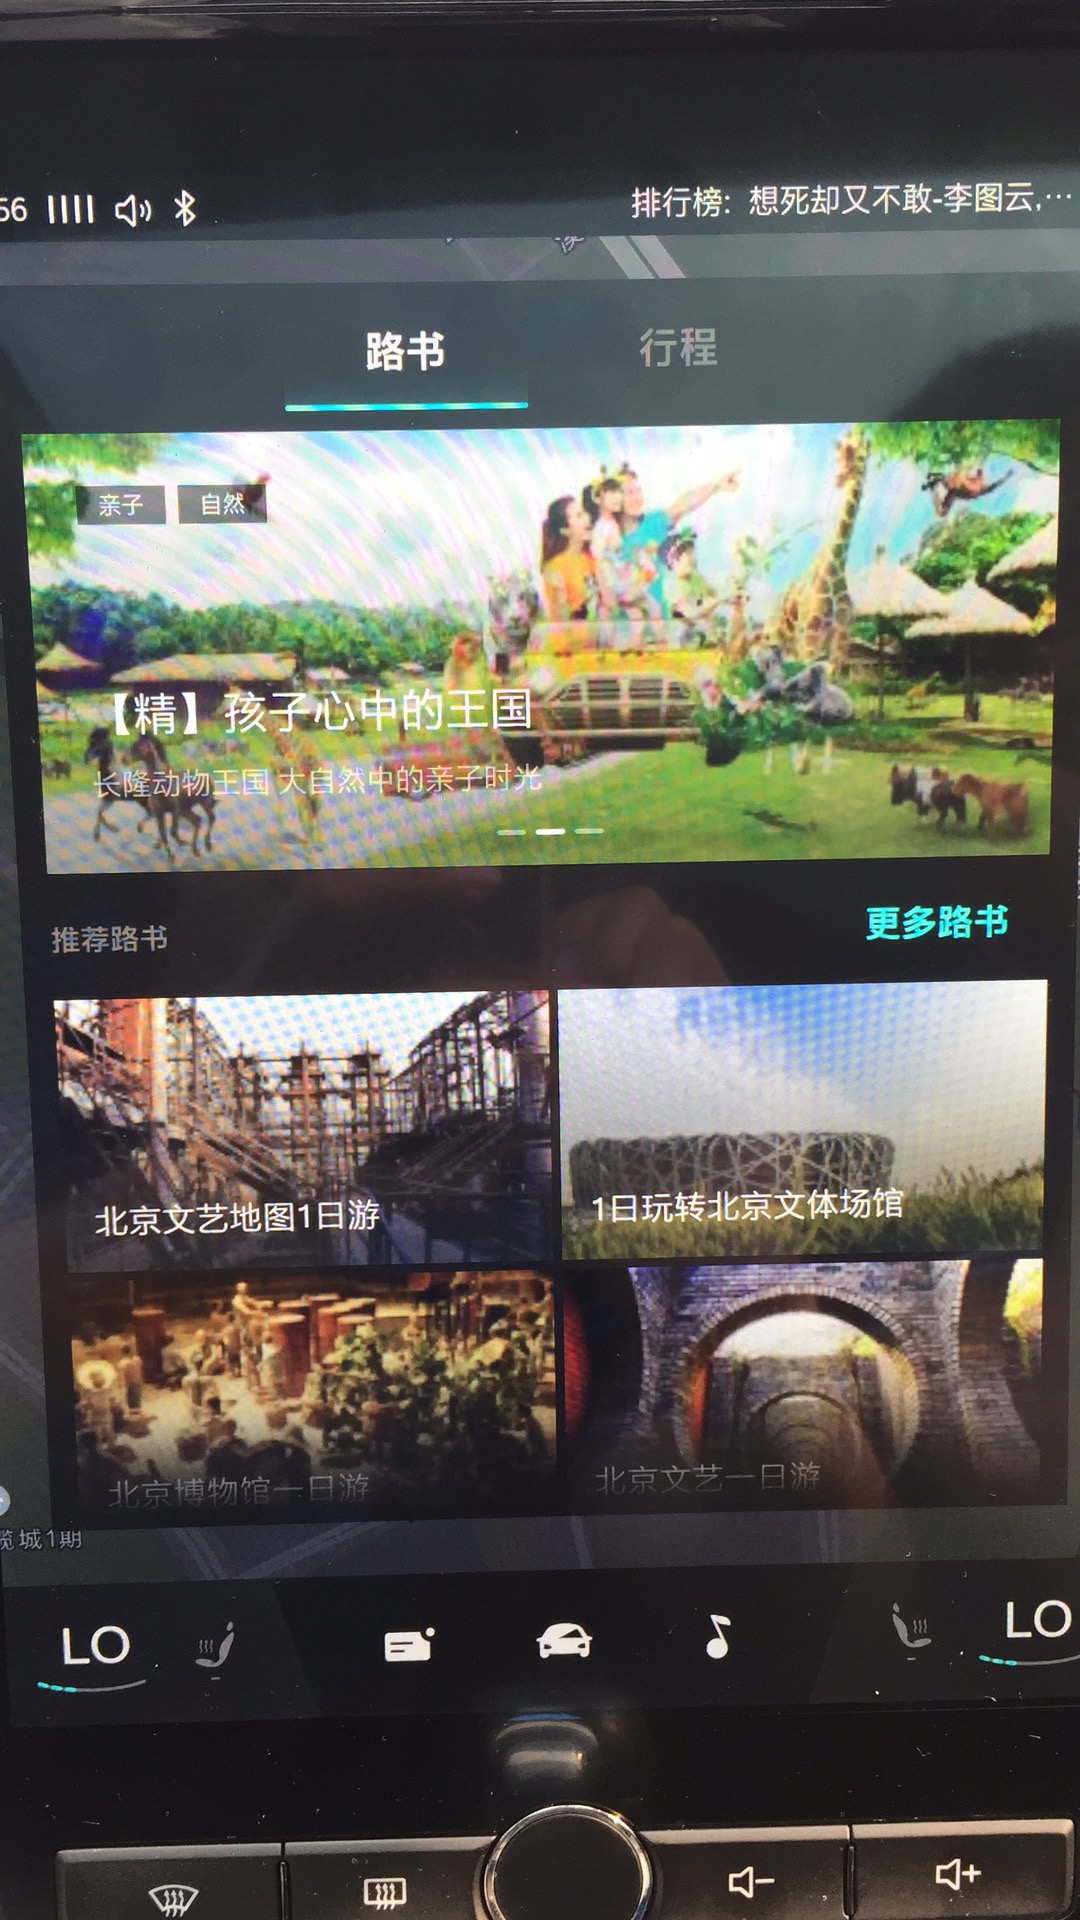 56
排行榜: 想死却又不敢-李图云,…
路书
行程
亲子
自然
【精】孩子心中的王国
长隆动物王国 大自然中的亲子时光
推荐路书
更多路书
北京文艺地图1日游
1日玩转北京文体场馆
北京博物馆一日游
北京文艺一日游
城1期
LO
LO